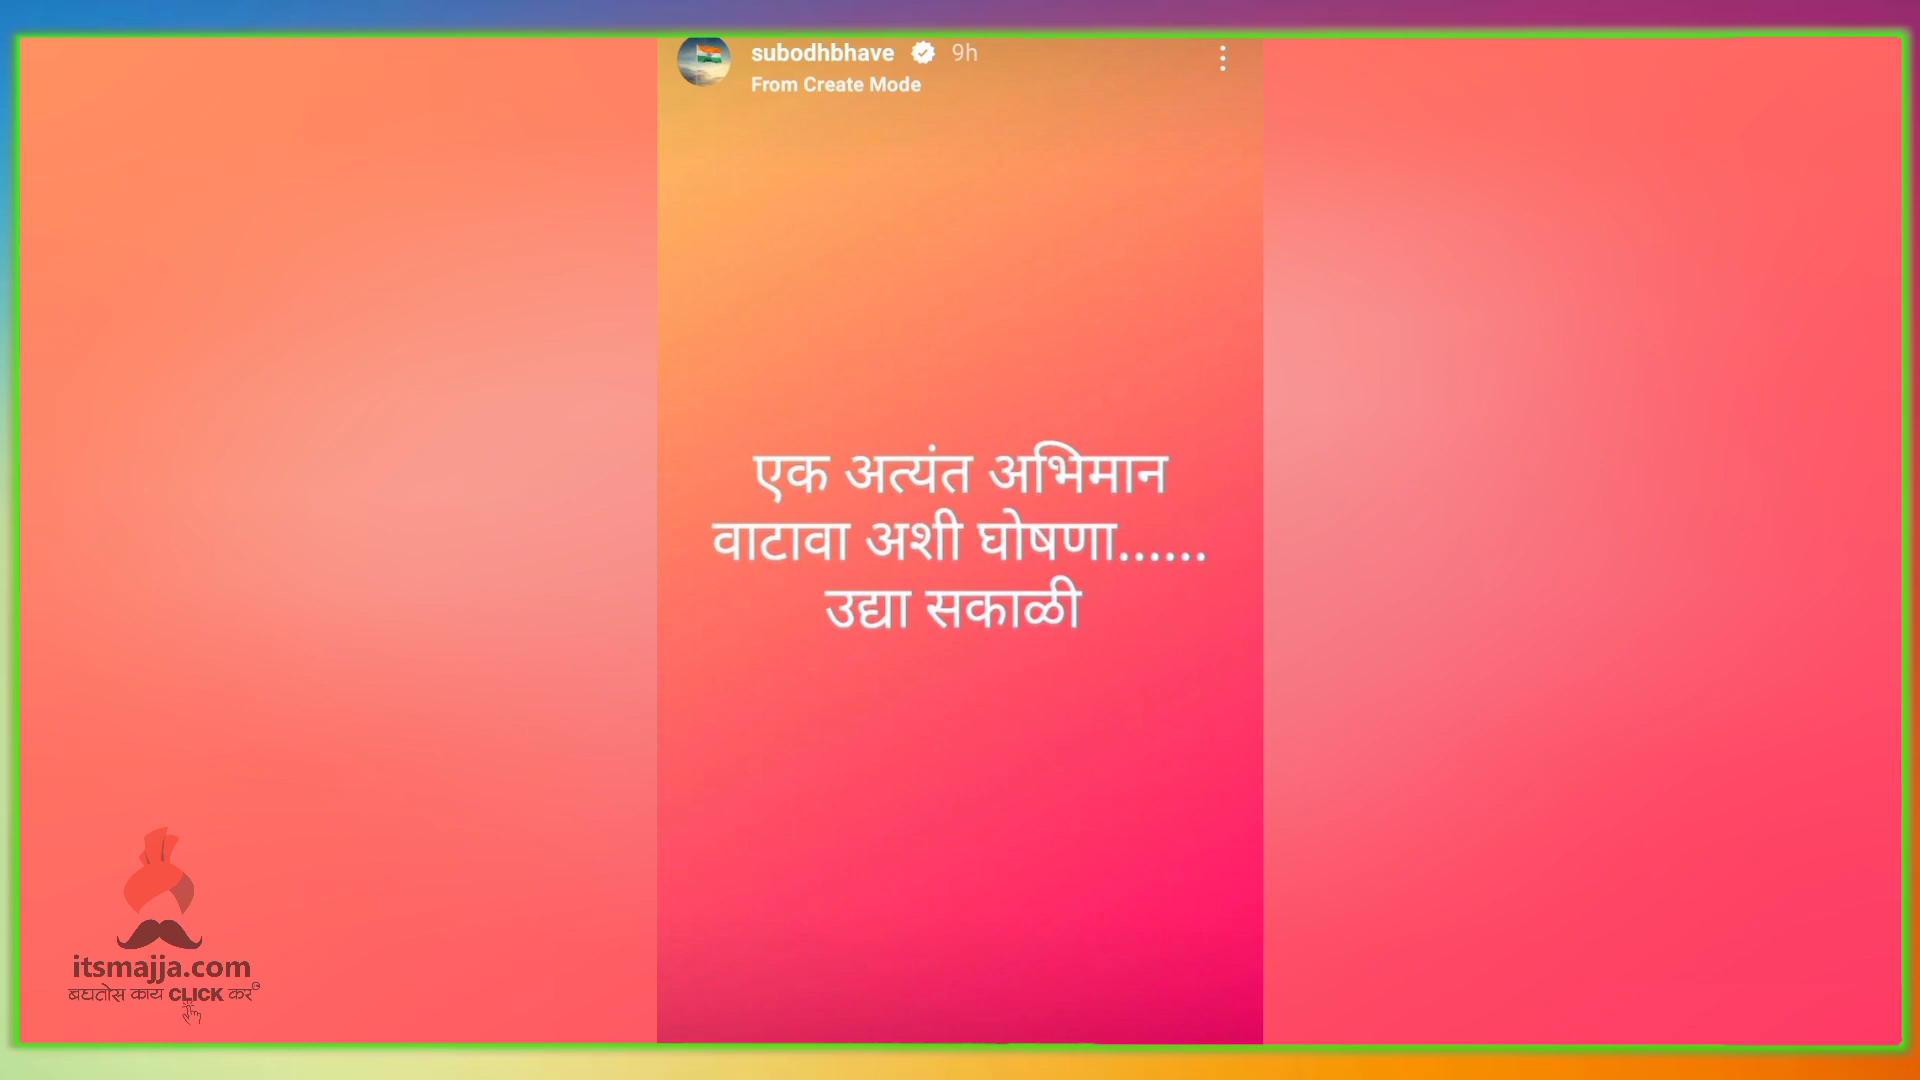 subodhbhave 9h
From Create Mode
एक अत्यंत अभिमान
वाटावा अशी घोषणा......
उद्या सकाळी
itsmajja.com
बघतोस काय CLICK कर